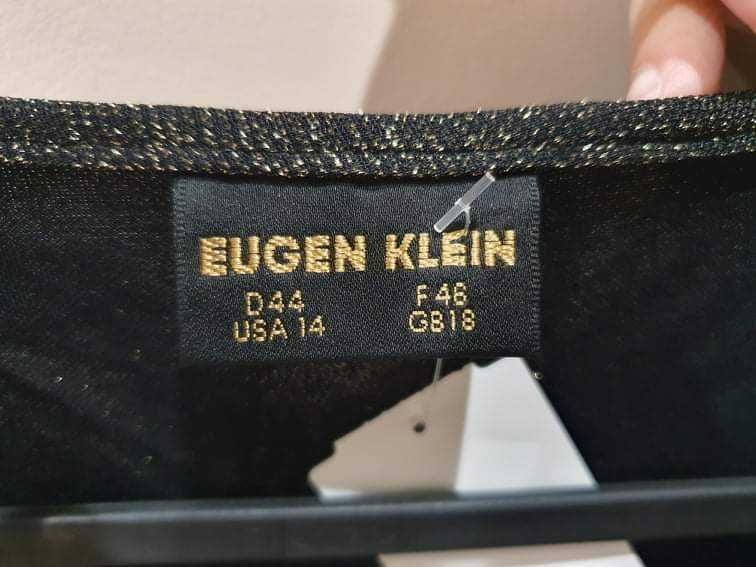 EUGEN KLEIN
D44 F46
USA 14 GB18